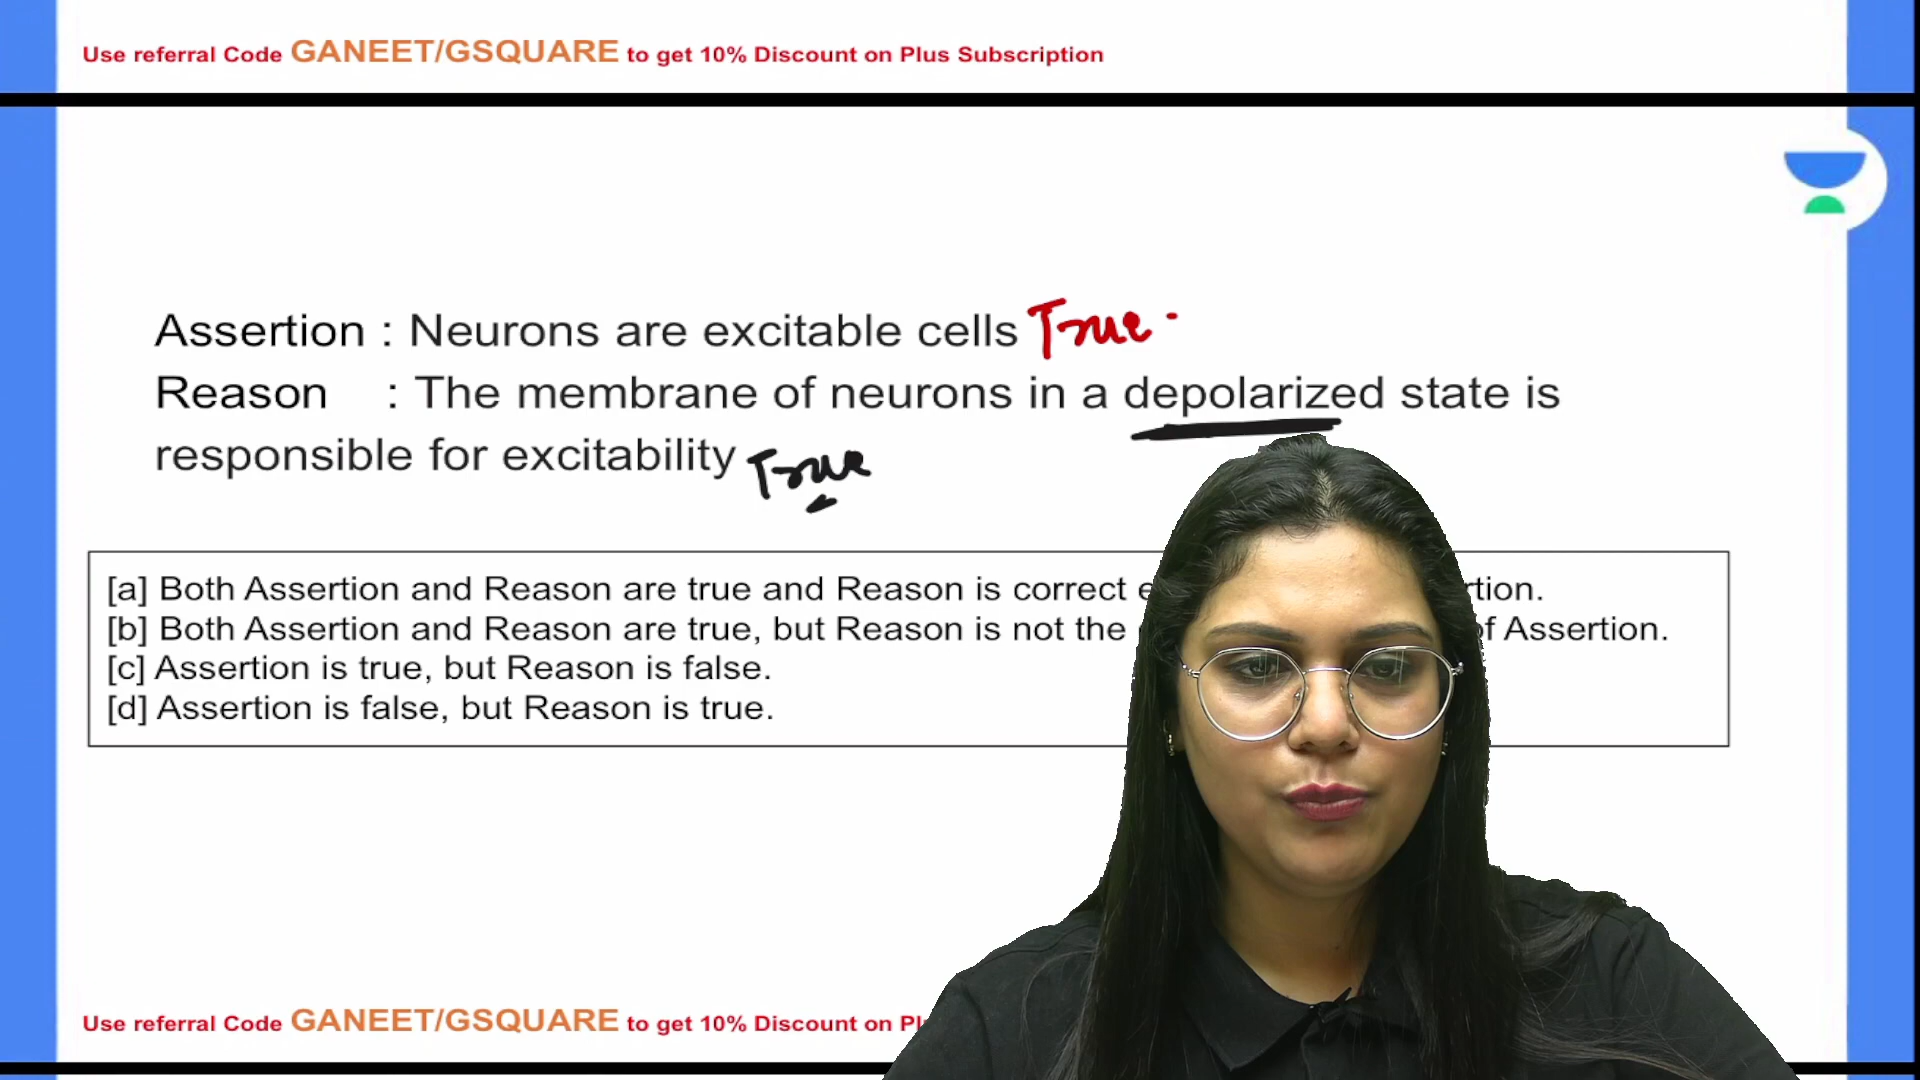 Use referral Code GANEET/GSQUARE to get 10% Discount on Plus Subscription
Assertion : Neurons are excitable cells True.
Reason : The membrane of neurons in a depolarized state is
responsible for excitability True
[a] Both Assertion and Reason are true and Reason is correct rtion.
[b] Both Assertion and Reason are true, but Reason is not the of Assertion.
[c] Assertion is true, but Reason is false.
[d] Assertion is false, but Reason is true.
Use referral Code GANEET/GSQUARE to get 10% Discount on